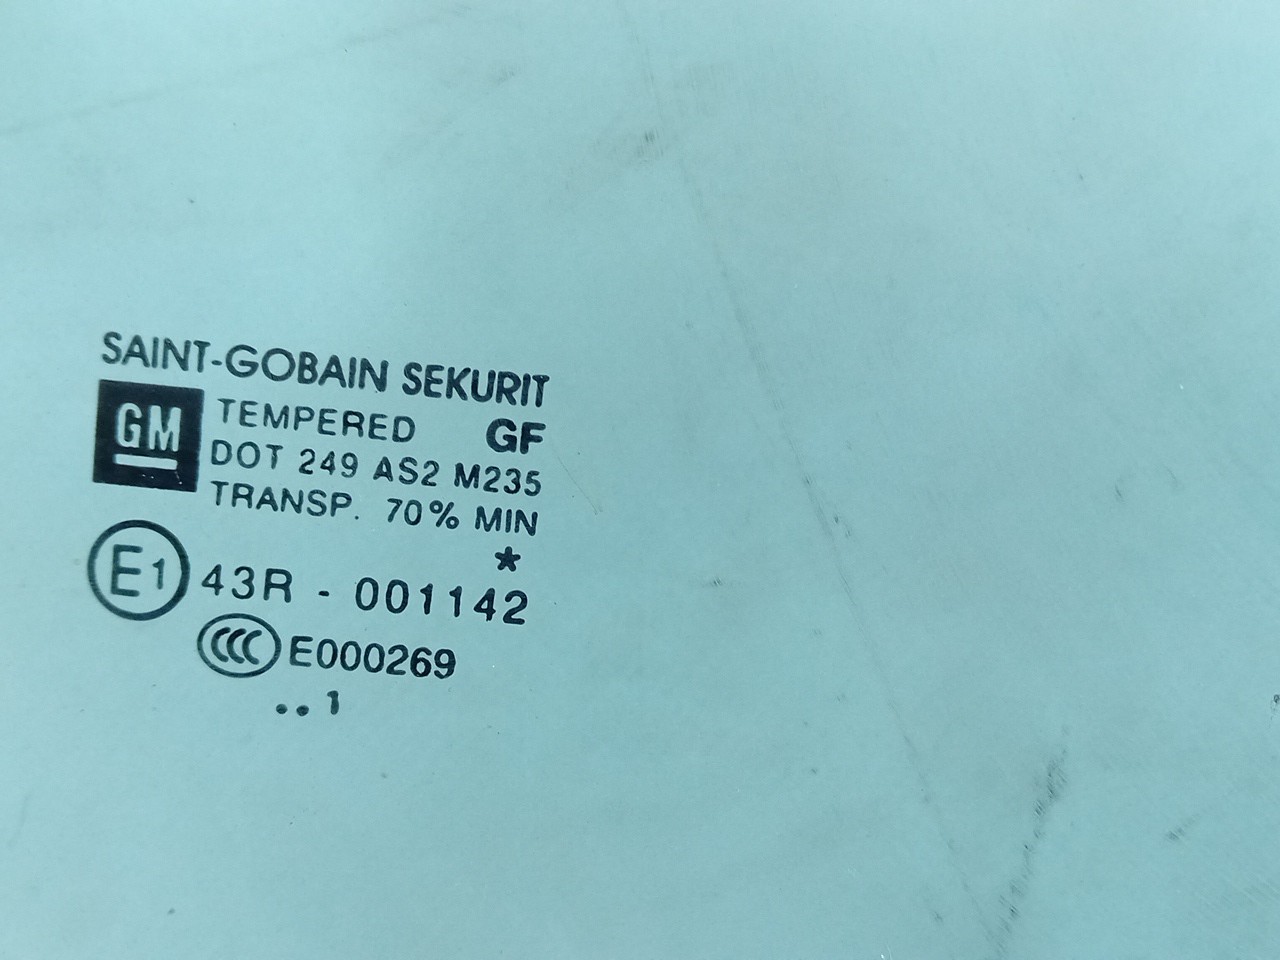 SAINT-GOBAIN SEKURIT
GM
TEMPERED GF
DOT 249 AS2 M235
TRANSP. 70% MIN
*
E1 43R - 001142
CCC E000269
..1